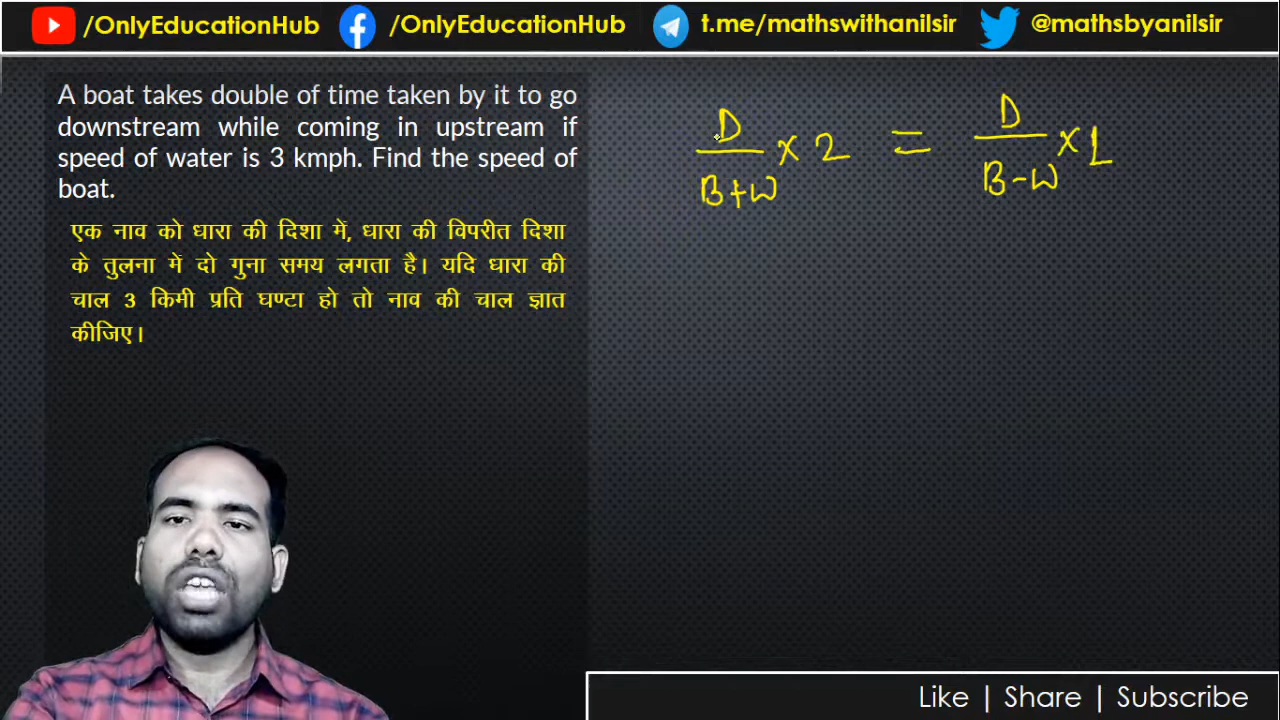 /OnlyEducationHub /OnlyEducationHub t.me/mathswithanilsir @mathsbyanilsir
A boat takes double of time taken by it to go
downstream while coming in upstream if
speed of water is 3 kmph. Find the speed of
boat.
एक नाव को धारा की दिशा में, धारा की विपरीत दिशा
के तुलना में दो गुना समय लगता है। यदि धारा की
चाल 3 किमी प्रति घण्टा हो तो नाव की चाल ज्ञात
कीजिए।
D/B+W × 2 = D/B-W × 1
Like | Share | Subscribe